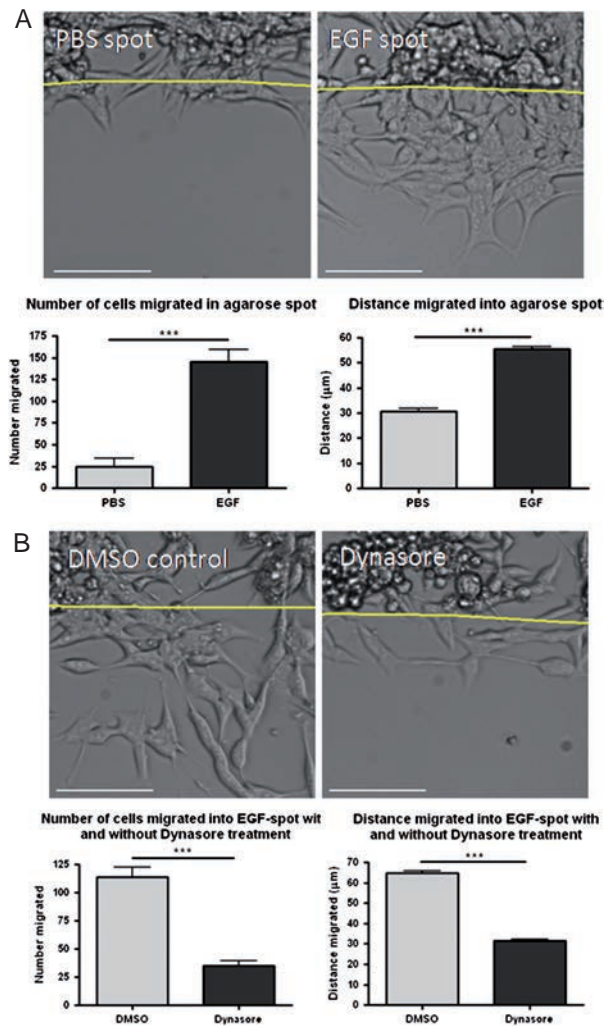 A
PBS spot
EGF spot
Number of cells migrated in agarose spot
Number migrated
175
150
125
100
75
50
25
0
***
PBS
EGF
Distance migrated into agarose spot
Distance (μm)
60
50
40
30
20
10
0
***
PBS
EGF
B
DMSO control
Dynasore
Number of cells migrated into EGF-spot wit
and without Dynasore treatment
Number migrated
125
100
75
50
25
0
***
DMSO
Dynasore
Distance migrated into EGF-spot with
and without Dynasore treatment
Distance migrated (μm)
70
60
50
40
30
20
10
0
***
DMSO
Dynasore